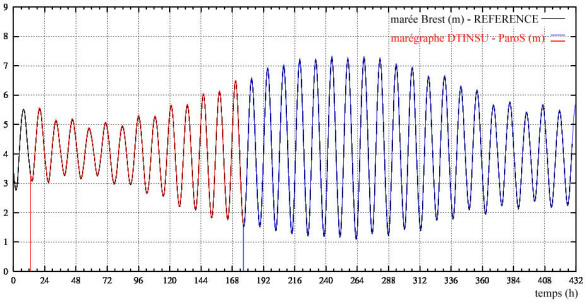 9
marée Brest (m) - REFERENCE
8
marégraphe DTINSU - ParoS (m)
7
6
5
4
3
2
1
0
0 24 48 72 96 120 144 168 192 216 240 264 288 312 336 360 384 408 432
temps (h)